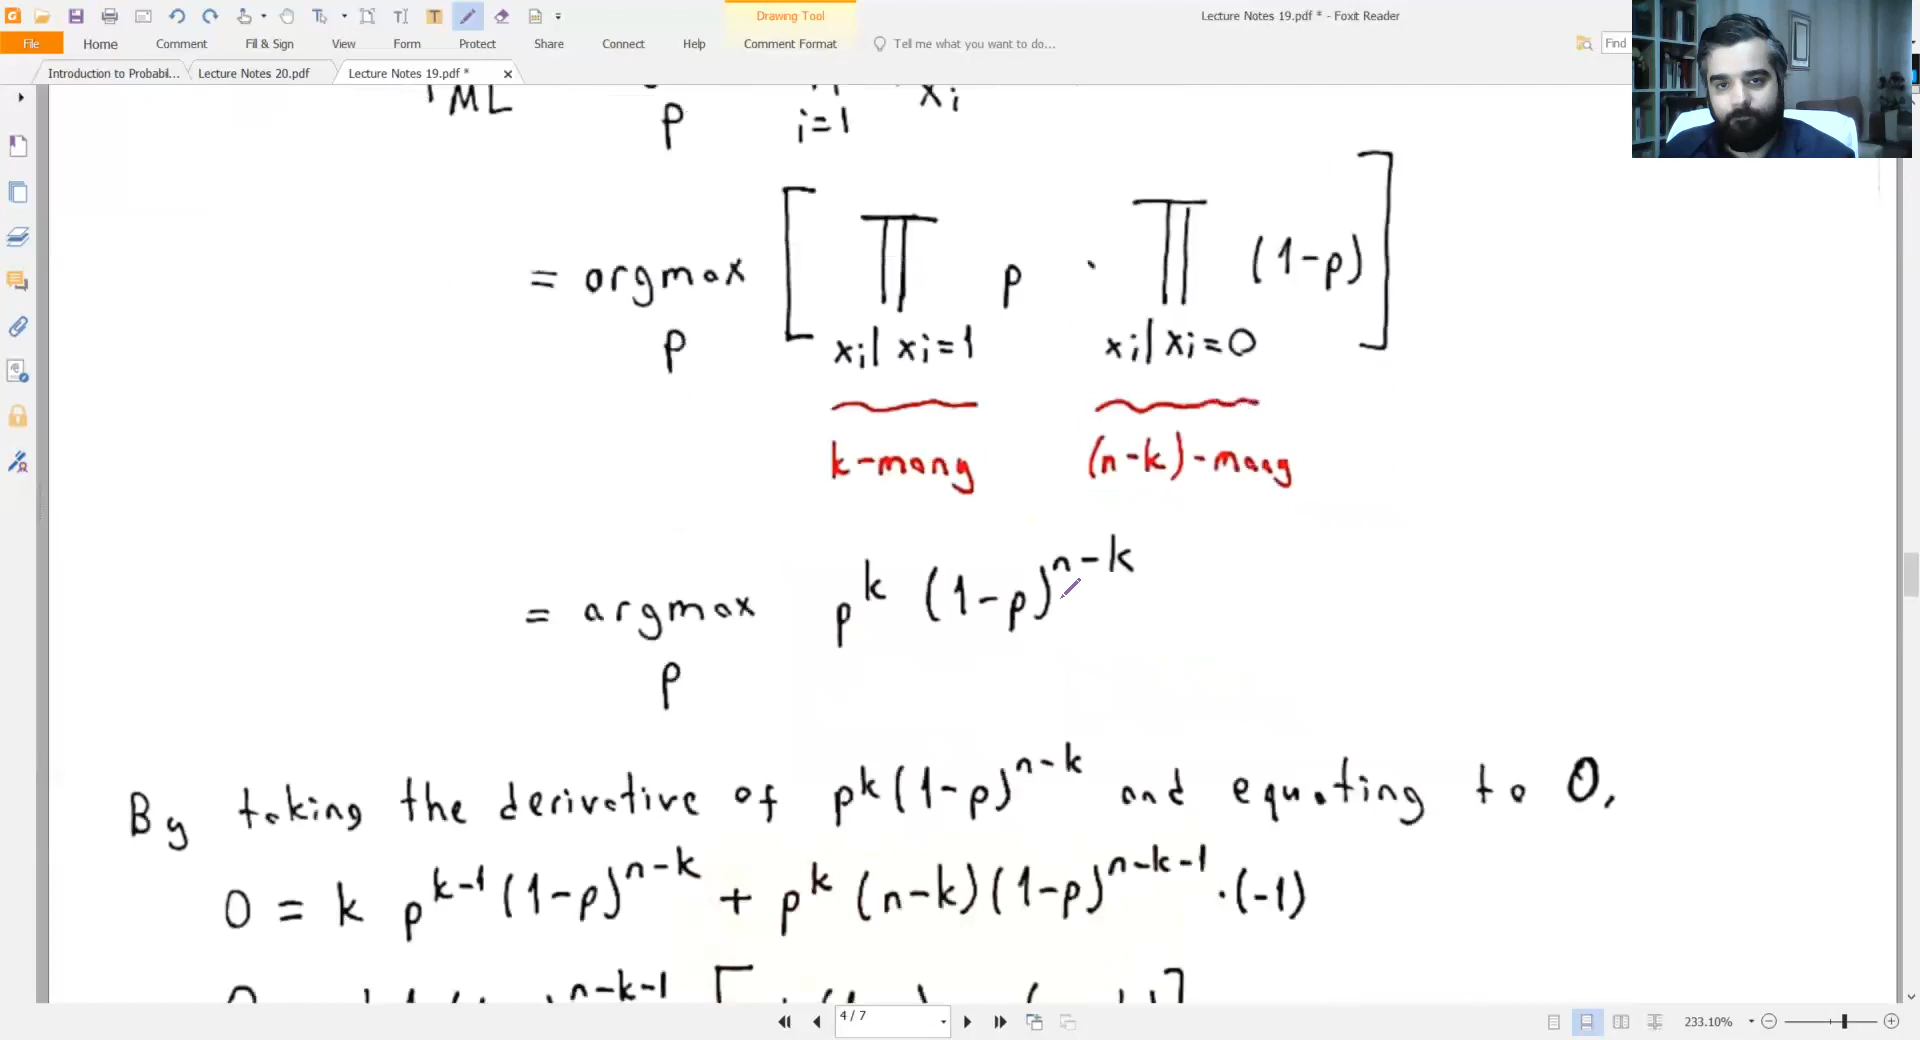 Lecture Notes 19.pdf * - Foxit Reader
Drawing Tool
File Home Comment Fill & Sign View Form Protect Share Connect Help Comment Format Tell me what you want to do... Find
Introduction to Probabil... Lecture Notes 20.pdf Lecture Notes 19.pdf *
ML p i=1 xi
= argmax p [ ∏ xi| xi=1 p · ∏ xi| xi=0 (1-p) ]
k-many (n-k)-many
= argmax p p^k (1-p)^n-k
By taking the derivative of p^k(1-p)^n-k and equating to 0,
0 = k p^k-1 (1-p)^n-k + p^k (n-k)(1-p)^n-k-1 · (-1)
n-k-1
4 / 7
233.10%